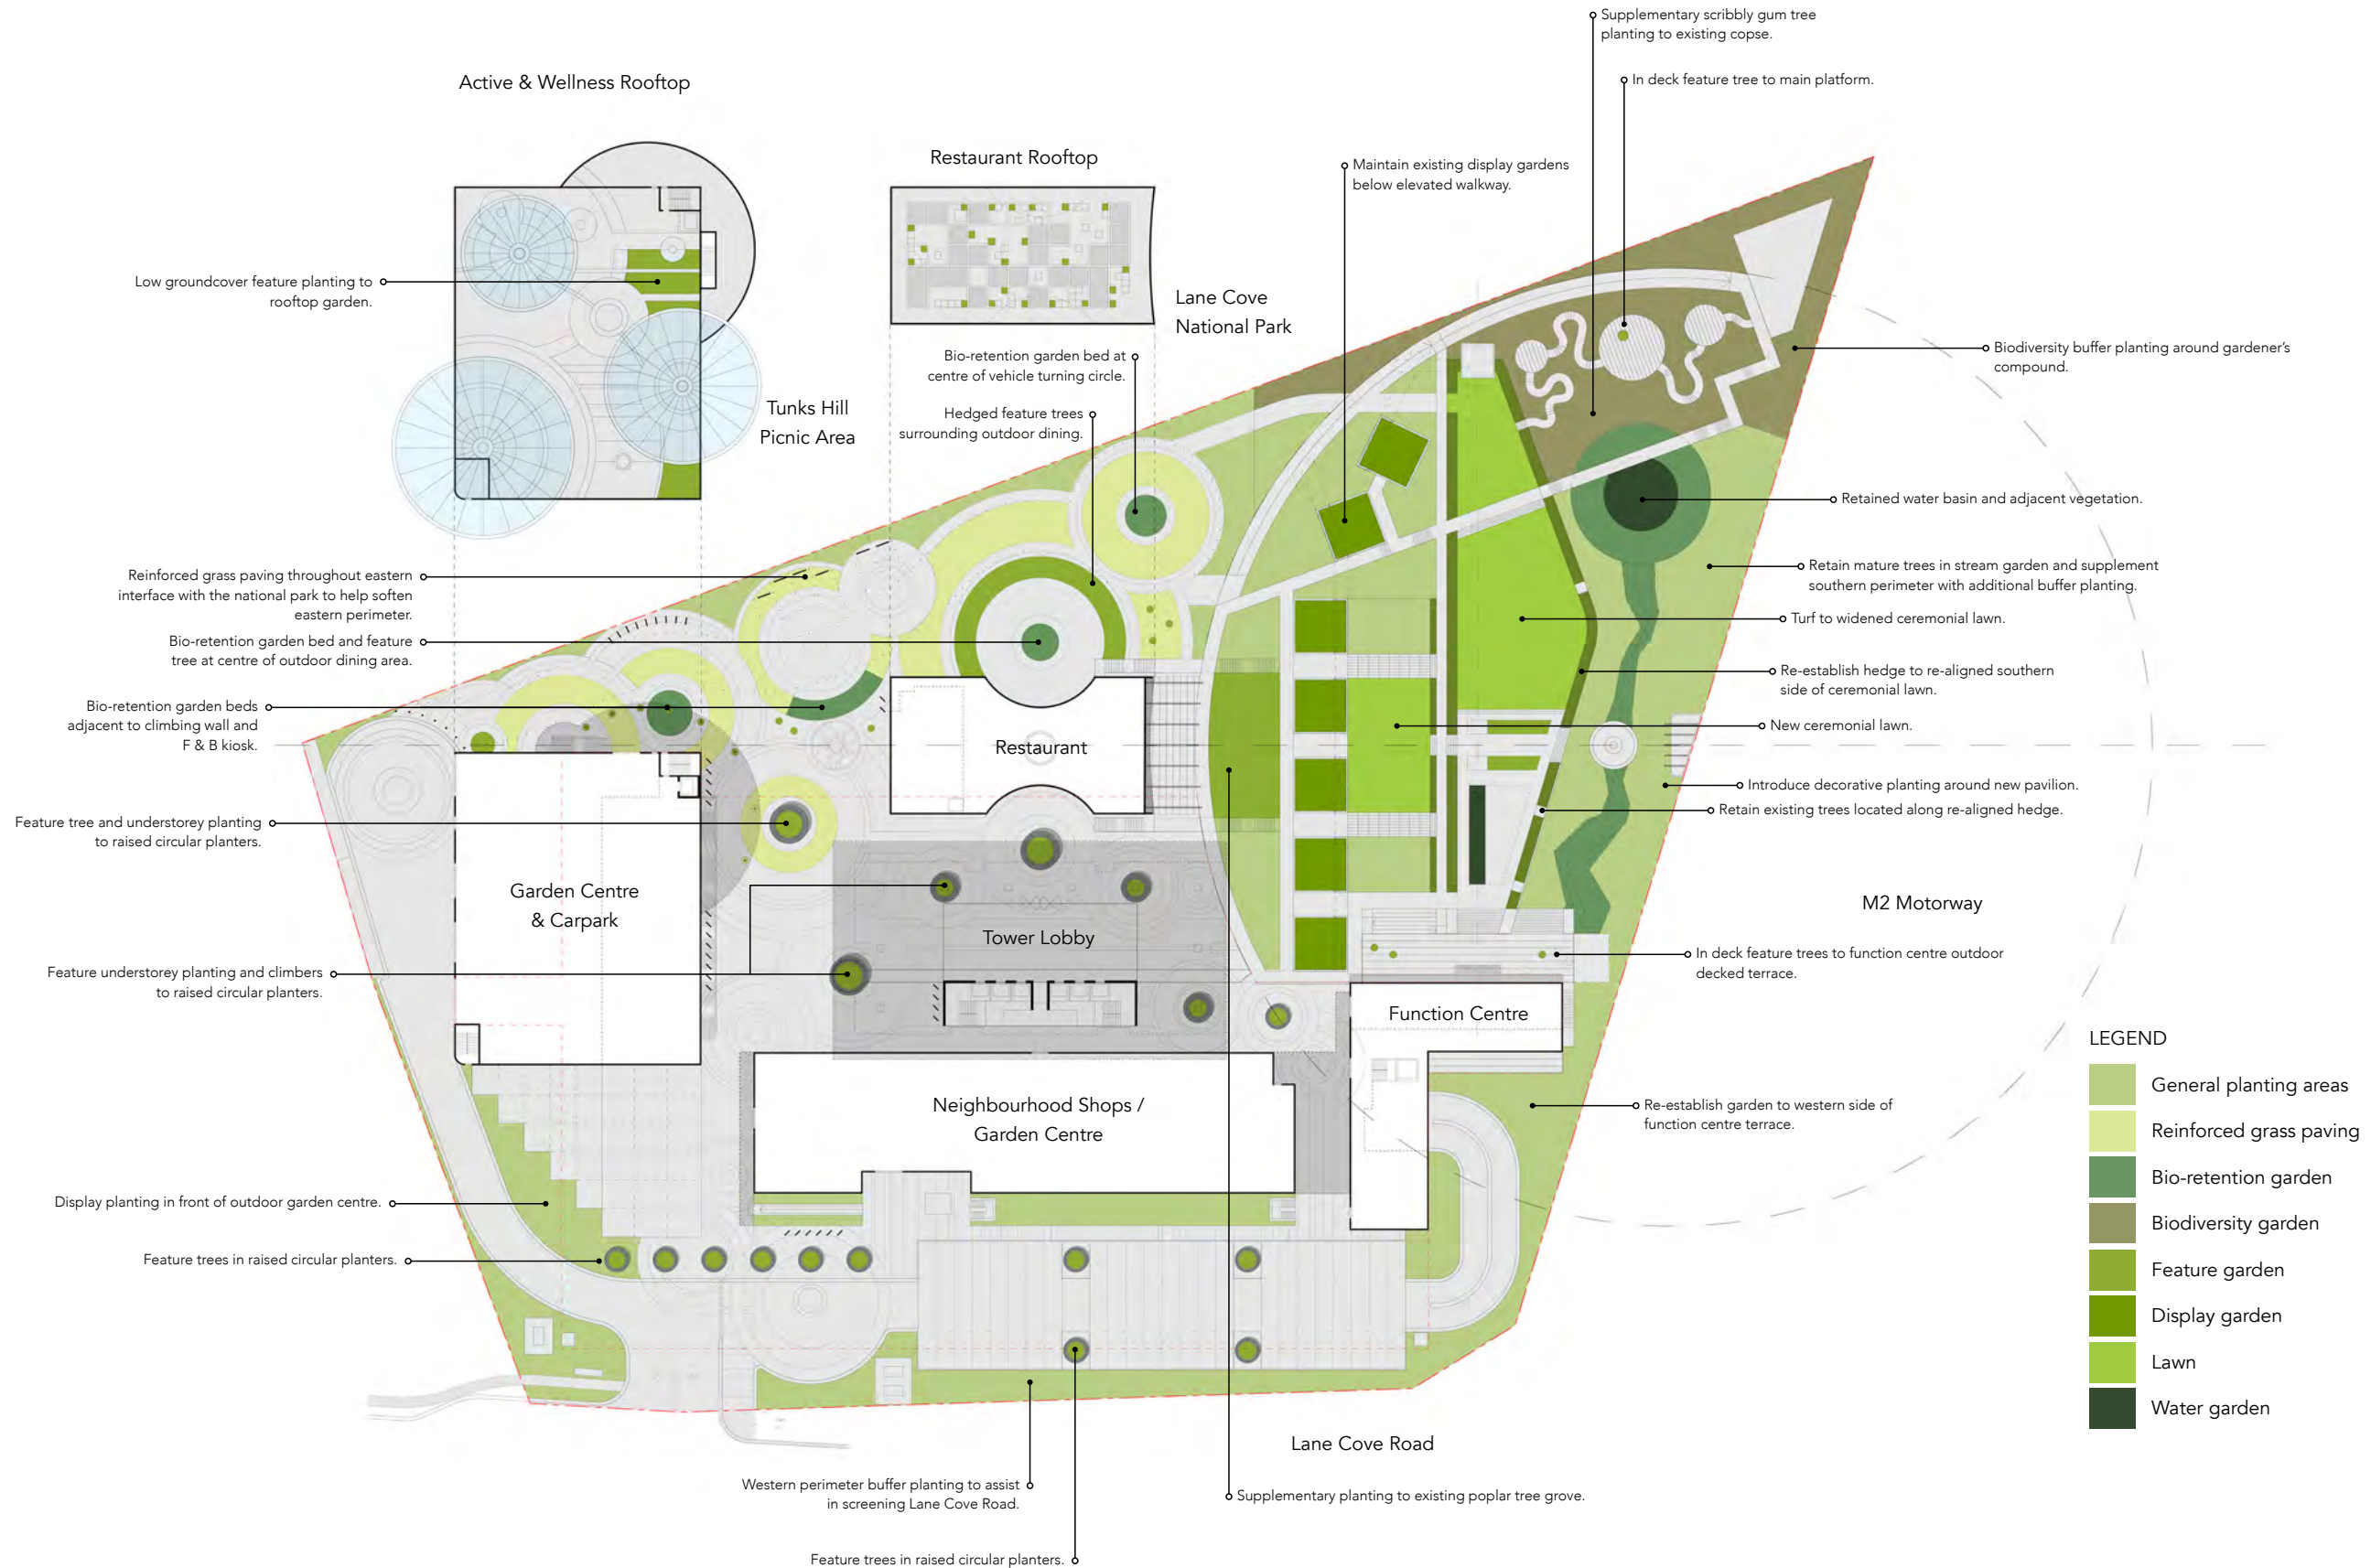 Supplementary scribbly gum tree
planting to existing copse.
In deck feature tree to main platform.
Active & Wellness Rooftop
Restaurant Rooftop
Maintain existing display gardens
below elevated walkway.
Low groundcover feature planting to
rooftop garden.
Lane Cove
National Park
Bio-retention garden bed at
centre of vehicle turning circle.
Biodiversity buffer planting around gardener's
compound.
Tunks Hill
Picnic Area
Hedged feature trees
surrounding outdoor dining.
Retained water basin and adjacent vegetation.
Reinforced grass paving throughout eastern
interface with the national park to help soften
eastern perimeter.
Retain mature trees in stream garden and supplement
southern perimeter with additional buffer planting.
Turf to widened ceremonial lawn.
Bio-retention garden bed and feature
tree at centre of outdoor dining area.
Re-establish hedge to re-aligned southern
side of ceremonial lawn.
Bio-retention garden beds
adjacent to climbing wall and
F & B kiosk.
New ceremonial lawn.
Restaurant
Introduce decorative planting around new pavilion.
Retain existing trees located along re-aligned hedge.
Feature tree and understorey planting
to raised circular planters.
Garden Centre
& Carpark
M2 Motorway
Tower Lobby
In deck feature trees to function centre outdoor
decked terrace.
Feature understorey planting and climbers
to raised circular planters.
Function Centre
Neighbourhood Shops /
Garden Centre
Re-establish garden to western side of
function centre terrace.
Display planting in front of outdoor garden centre.
Feature trees in raised circular planters.
LEGEND
General planting areas
Reinforced grass paving
Bio-retention garden
Biodiversity garden
Feature garden
Display garden
Lawn
Water garden
Lane Cove Road
Western perimeter buffer planting to assist
in screening Lane Cove Road.
Supplementary planting to existing poplar tree grove.
Feature trees in raised circular planters.